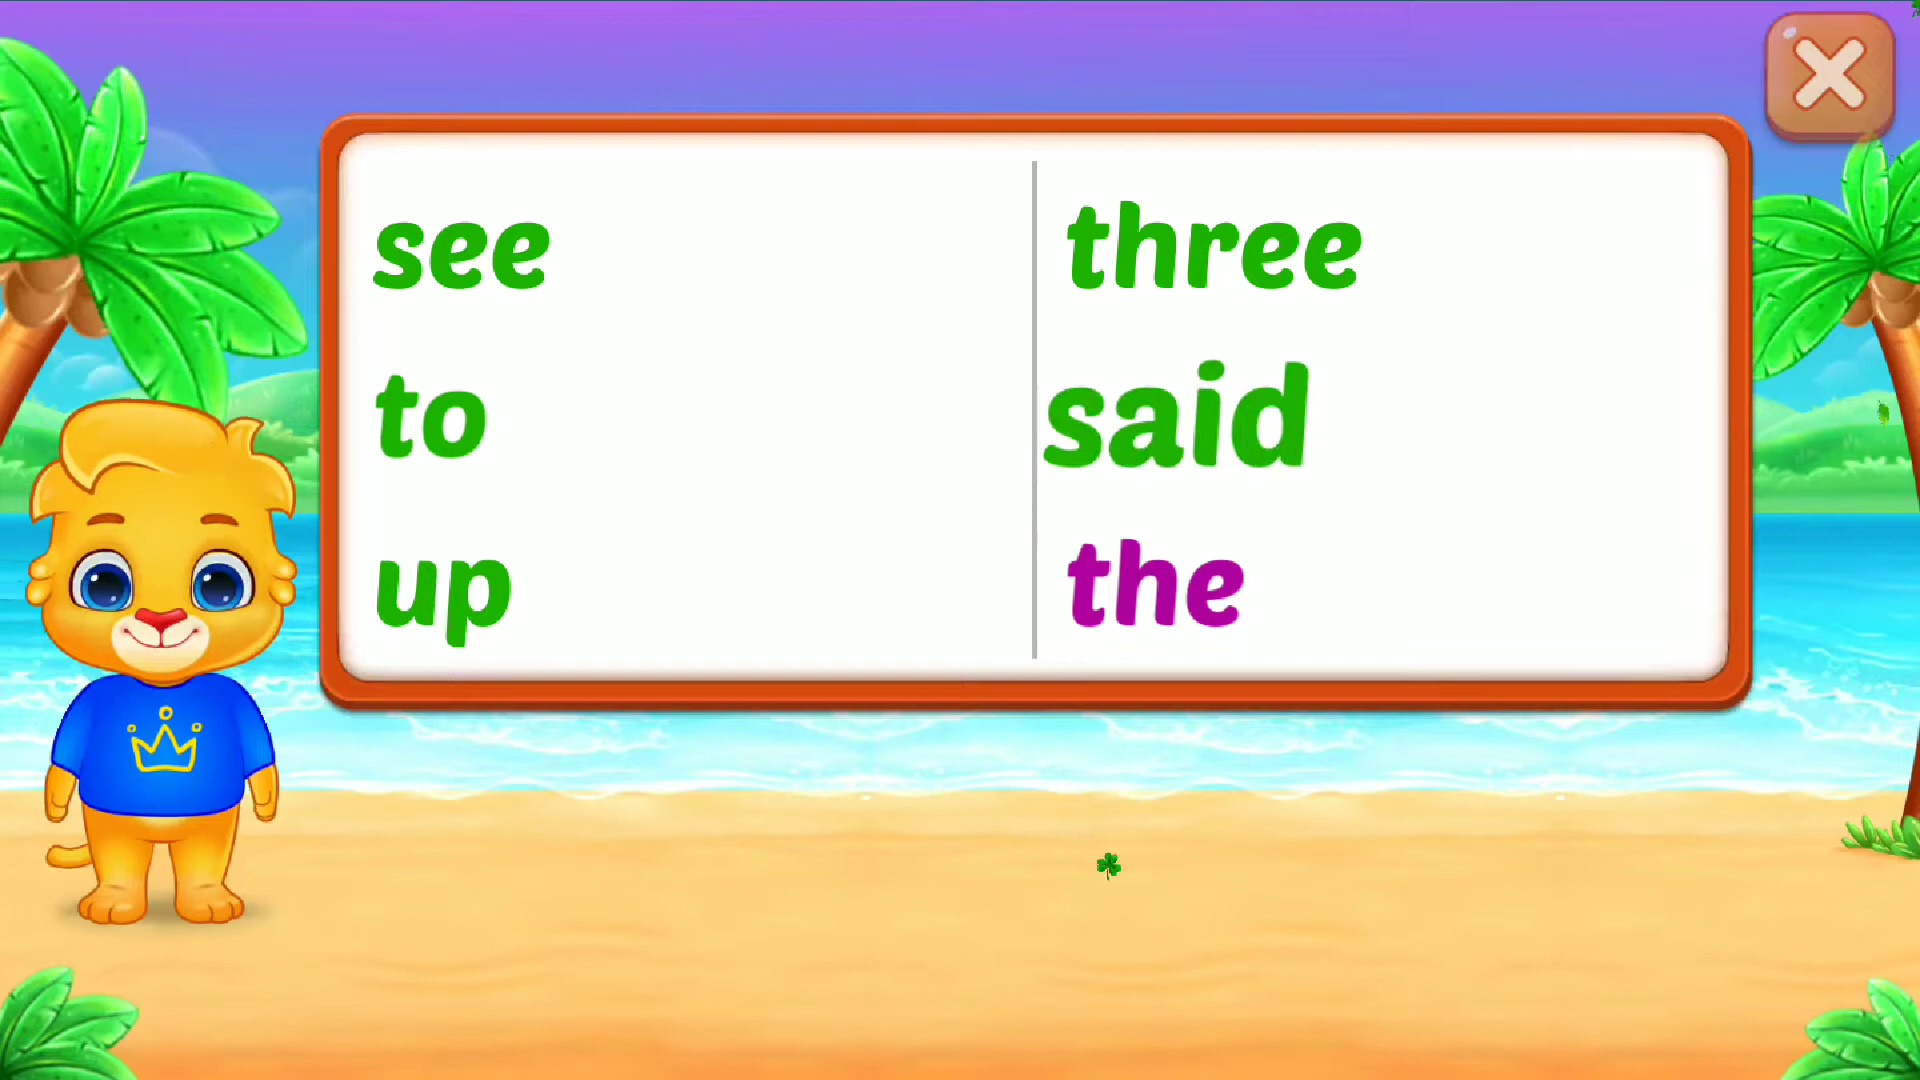 see
to
up
three
said
the